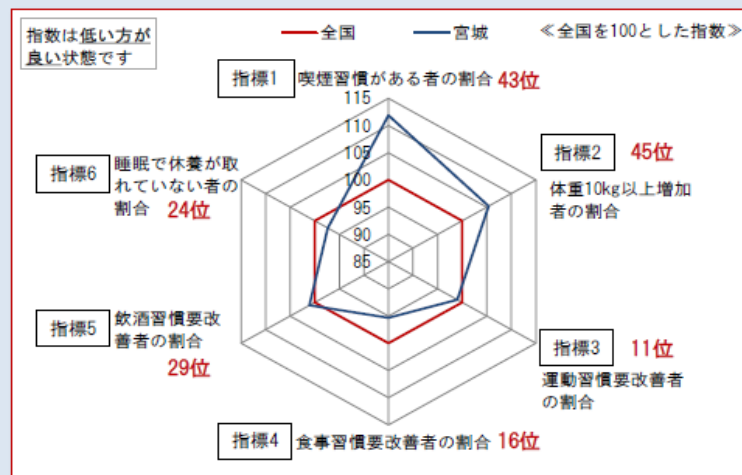 指数は低い方が
良い状態です
全国
宮城
≪全国を100とした指数≫
指標1 喫煙習慣がある者の割合 43位
115
110
105
100
95
90
85
指標2 45位
体重10kg以上増加
者の割合
指標3 11位
運動習慣要改善者
の割合
指標4 食事習慣要改善者の割合 16位
指標5 飲酒習慣要改
善者の割合
29位
指標6 睡眠で休養が取
れていない者の
割合 24位